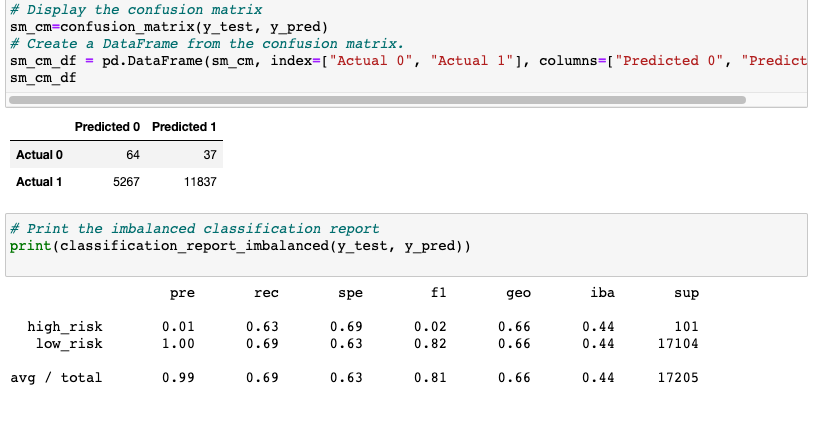 # Display the confusion matrix
sm_cm=confusion_matrix(y_test, y_pred)
# Create a DataFrame from the confusion matrix.
sm_cm_df = pd.DataFrame(sm_cm, index=["Actual 0", "Actual 1"], columns=["Predicted 0", "Predict
sm_cm_df
Predicted 0 Predicted 1
Actual 0 64 37
Actual 1 5267 11837
# Print the imbalanced classification report
print(classification_report_imbalanced(y_test, y_pred))
pre rec spe f1 geo iba sup
high_risk 0.01 0.63 0.69 0.02 0.66 0.44 101
low_risk 1.00 0.69 0.63 0.82 0.66 0.44 17104
avg / total 0.99 0.69 0.63 0.81 0.66 0.44 17205